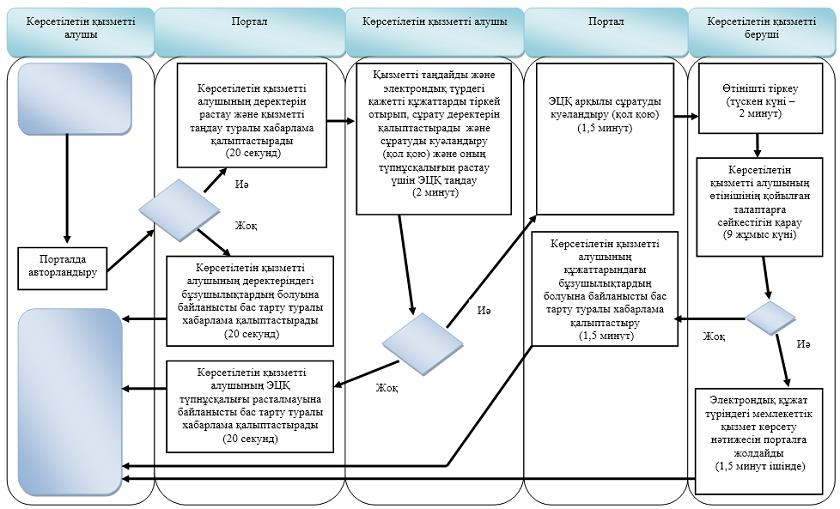 Көрсетілетін қызметті
алушы
Портал
Көрсетілетін қызметті алушы
Портал
Көрсетілетін қызметті
беруші
Порталда
авторландыру
Көрсетілетін қызметті
алушының деректерін
растау және қызметті
таңдау туралы хабарлама
қалыптастырады
(20 секунд)
Иә
Жоқ
Көрсетілетін қызметті
алушының деректеріндегі
бұзушылықтардың болуына
байланысты бас тарту туралы
хабарлама қалыптастырады
(20 секунд)
Көрсетілетін қызметті
алушының ЭЦҚ
түпнұсқалығы расталмауына
байланысты бас тарту туралы
хабарлама қалыптастырады
(20 секунд)
Қызметті таңдайды және
электрондық түрдегі
қажетті құжаттарды тіркей
отырып, сұрату деректерін
қалыптастырады және
сұратуды куәландыру
(қол қою) және оның
түпнұсқалығын растау
үшін ЭЦҚ таңдау
(2 минут)
Иә
Жоқ
ЭЦҚ арқылы сұратуды
куәландыру (қол қою)
(1,5 минут)
Көрсетілетін қызметті
алушының
құжаттарындағы
бұзушылықтардың
болуына байланысты бас
тарту туралы хабарлама
қалыптастыру
(1,5 минут)
Өтінішті тіркеу
(түскен күні –
2 минут)
Көрсетілетін
қызметті алушының
өтінішінің қойылған
талаптарға
сәйкестігін қарау
(9 жұмыс күні)
Жоқ
Иә
Электрондық құжат
түріндегі мемлекеттік
қызмет көрсету
нәтижесін порталға
жолдайды
(1,5 минут ішінде)